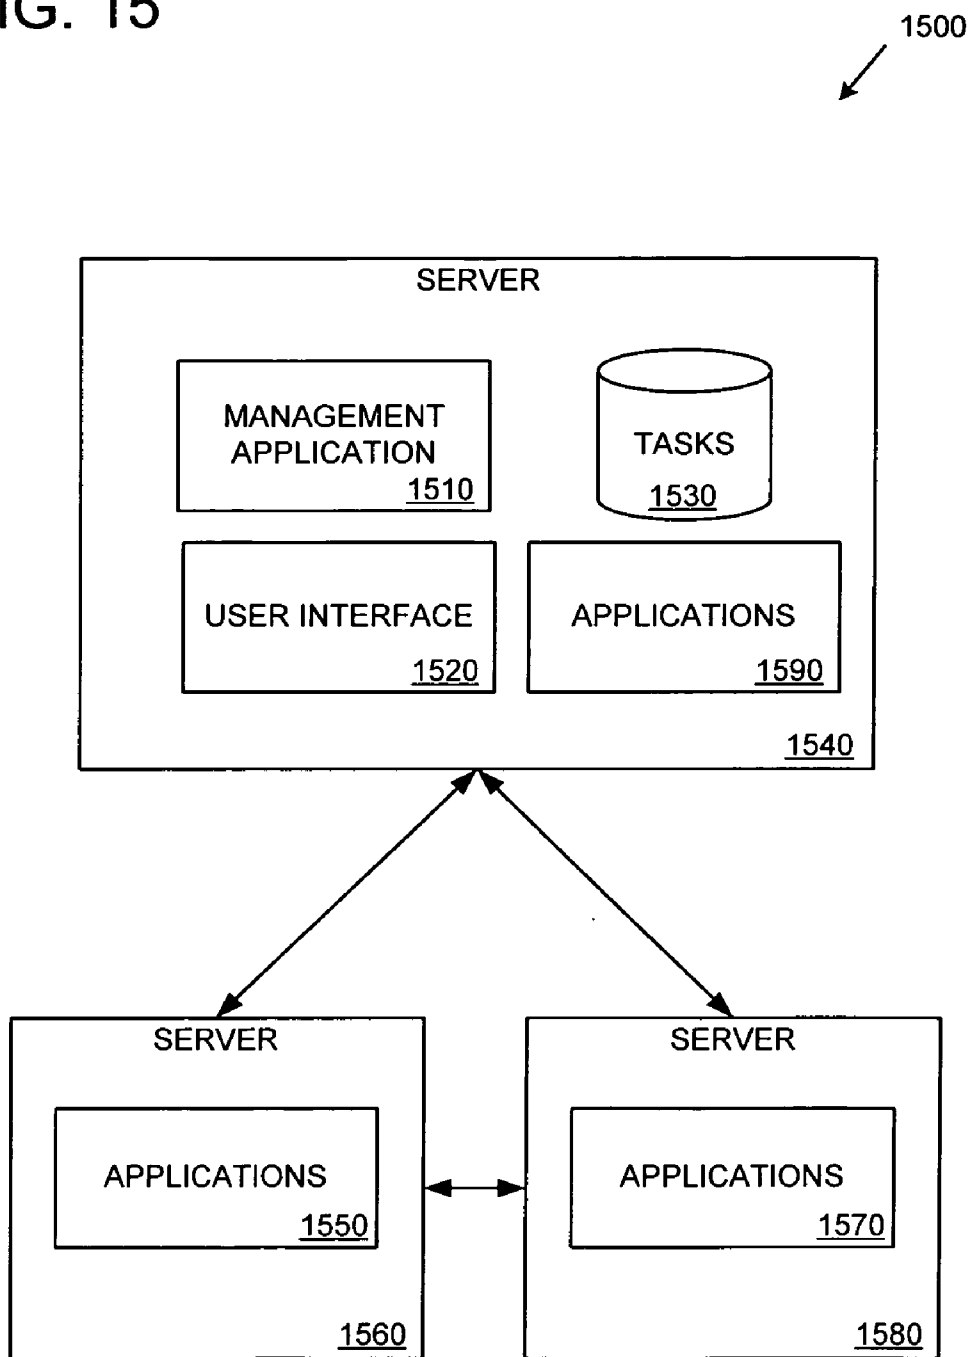 IG. 15
1500
SERVER
MANAGEMENT
APPLICATION
1510
TASKS
1530
USER INTERFACE
1520
APPLICATIONS
1590
1540
SERVER
APPLICATIONS
1550
1560
SERVER
APPLICATIONS
1570
1580